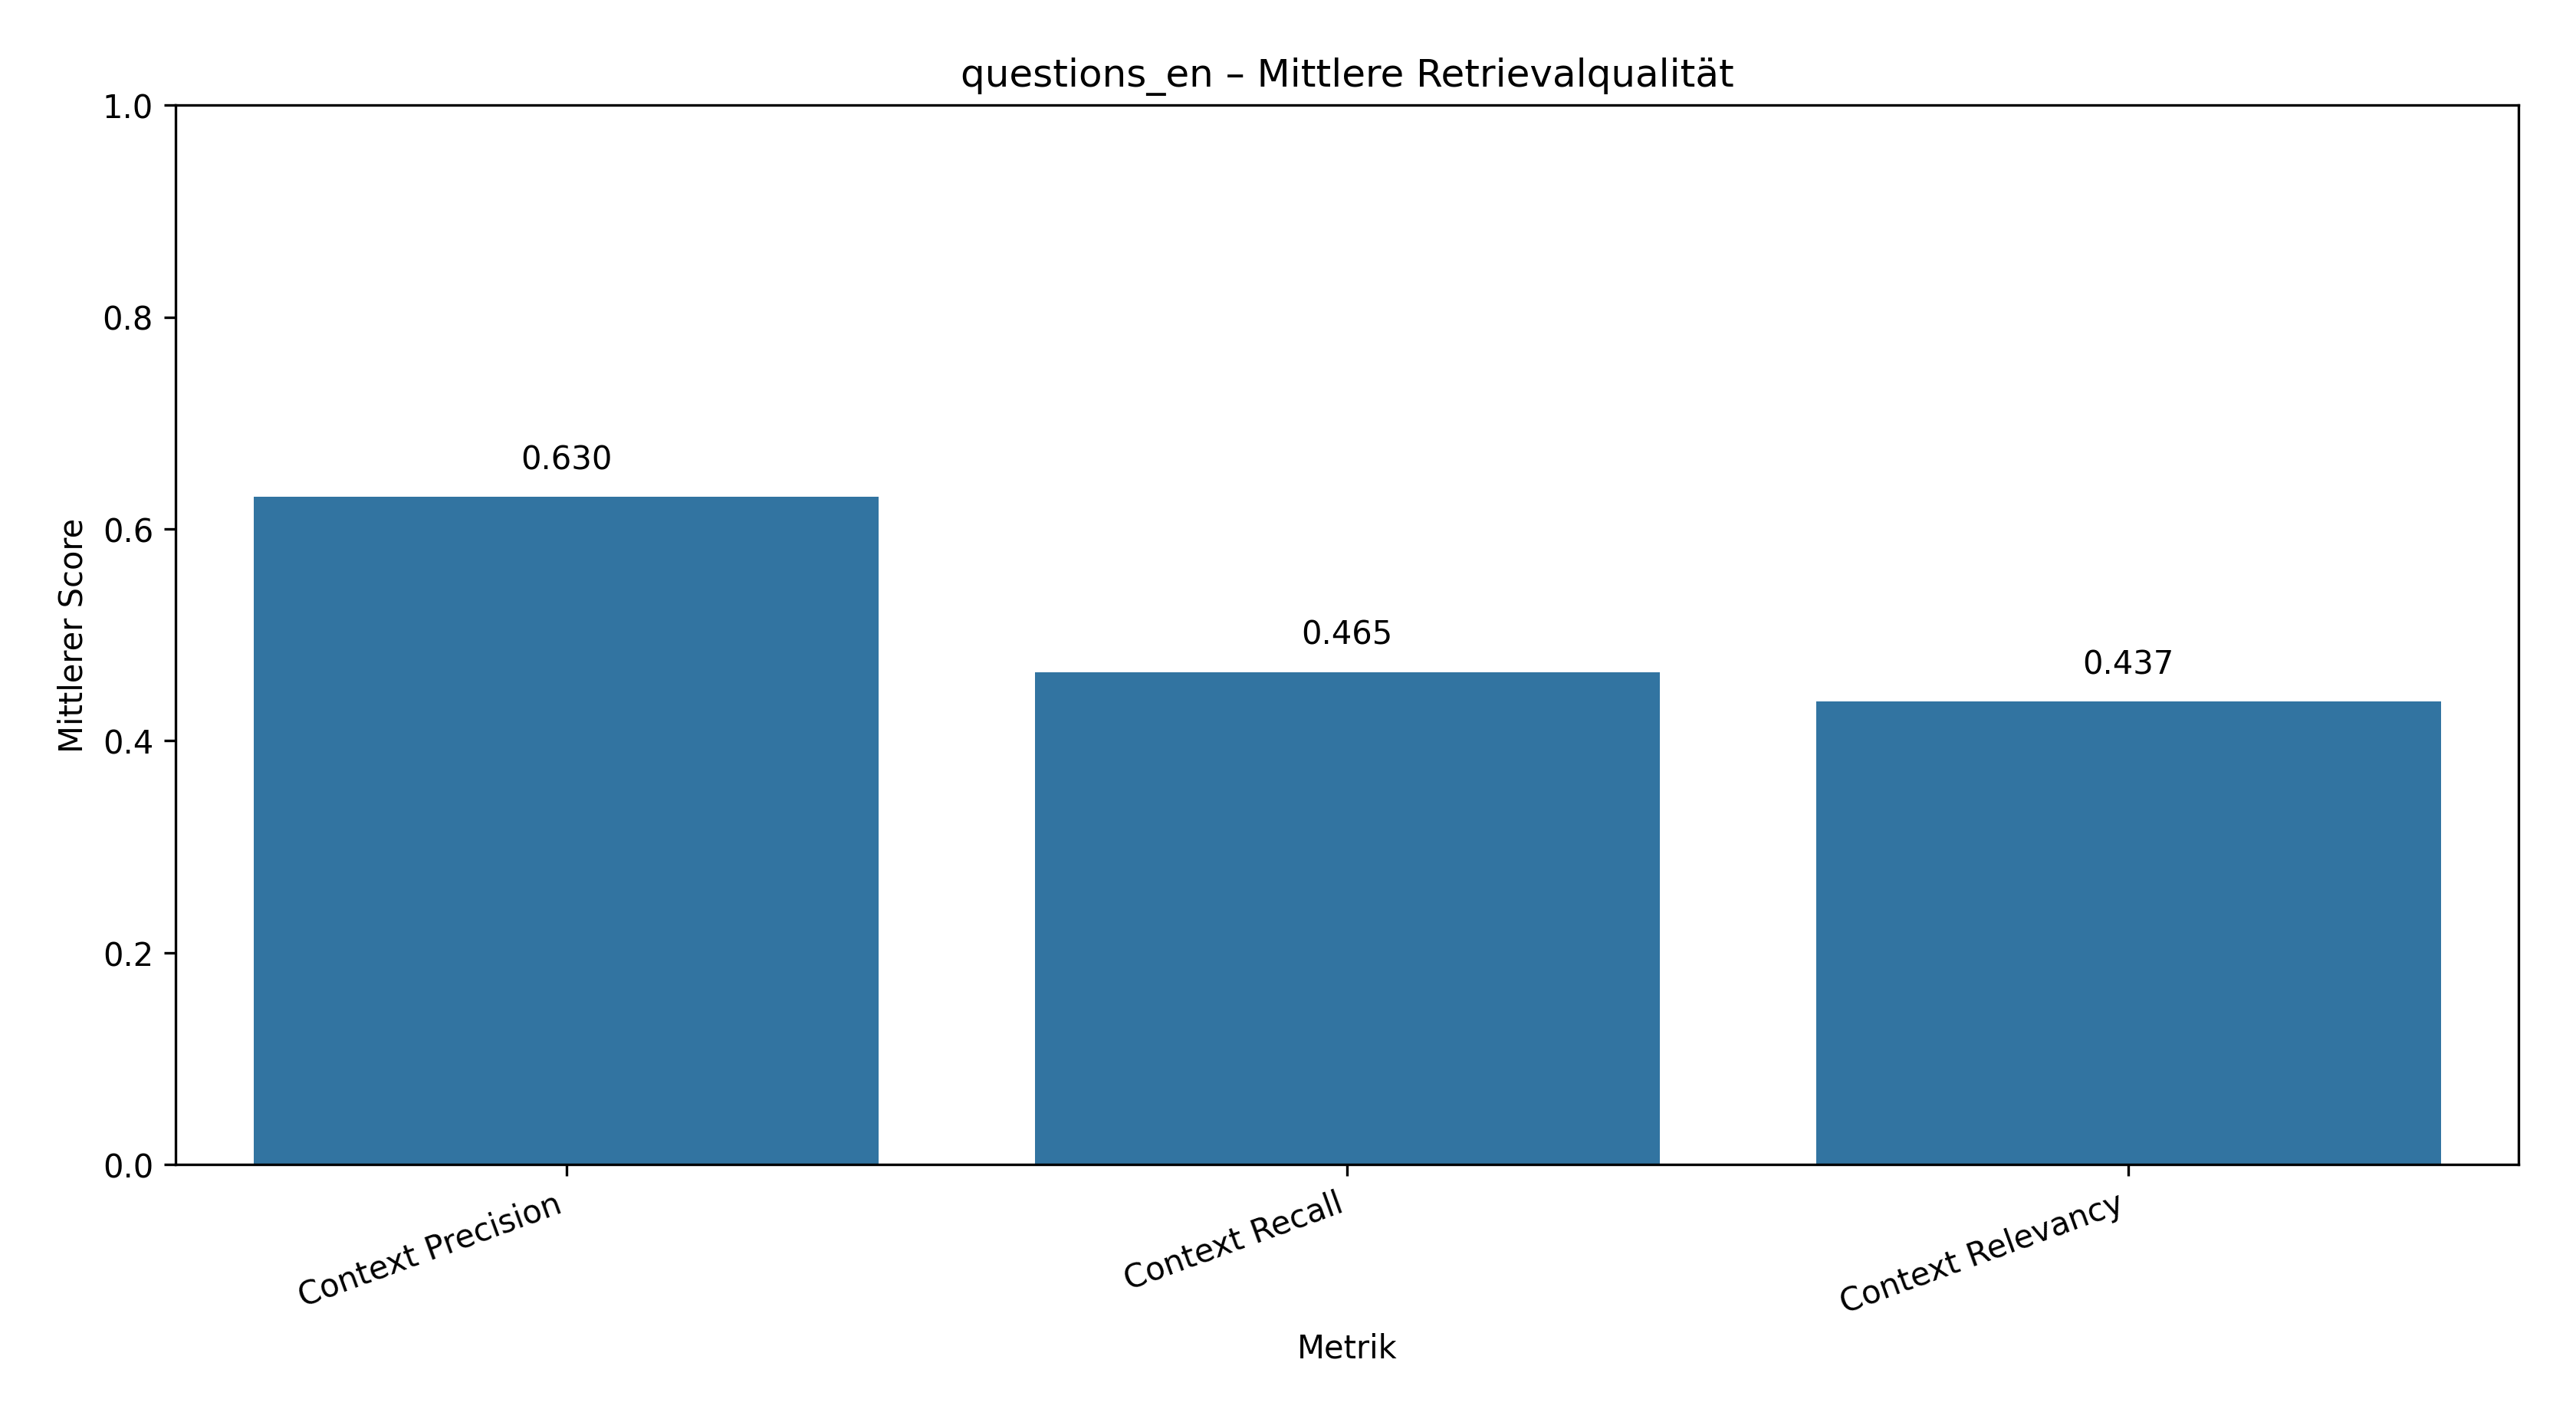 questions_en – Mittlere Retrievalqualität
1.0
0.8
0.6
0.4
0.2
0.0
Mittlerer Score
0.630
0.465
0.437
Context Precision
Context Recall
Context Relevancy
Metrik